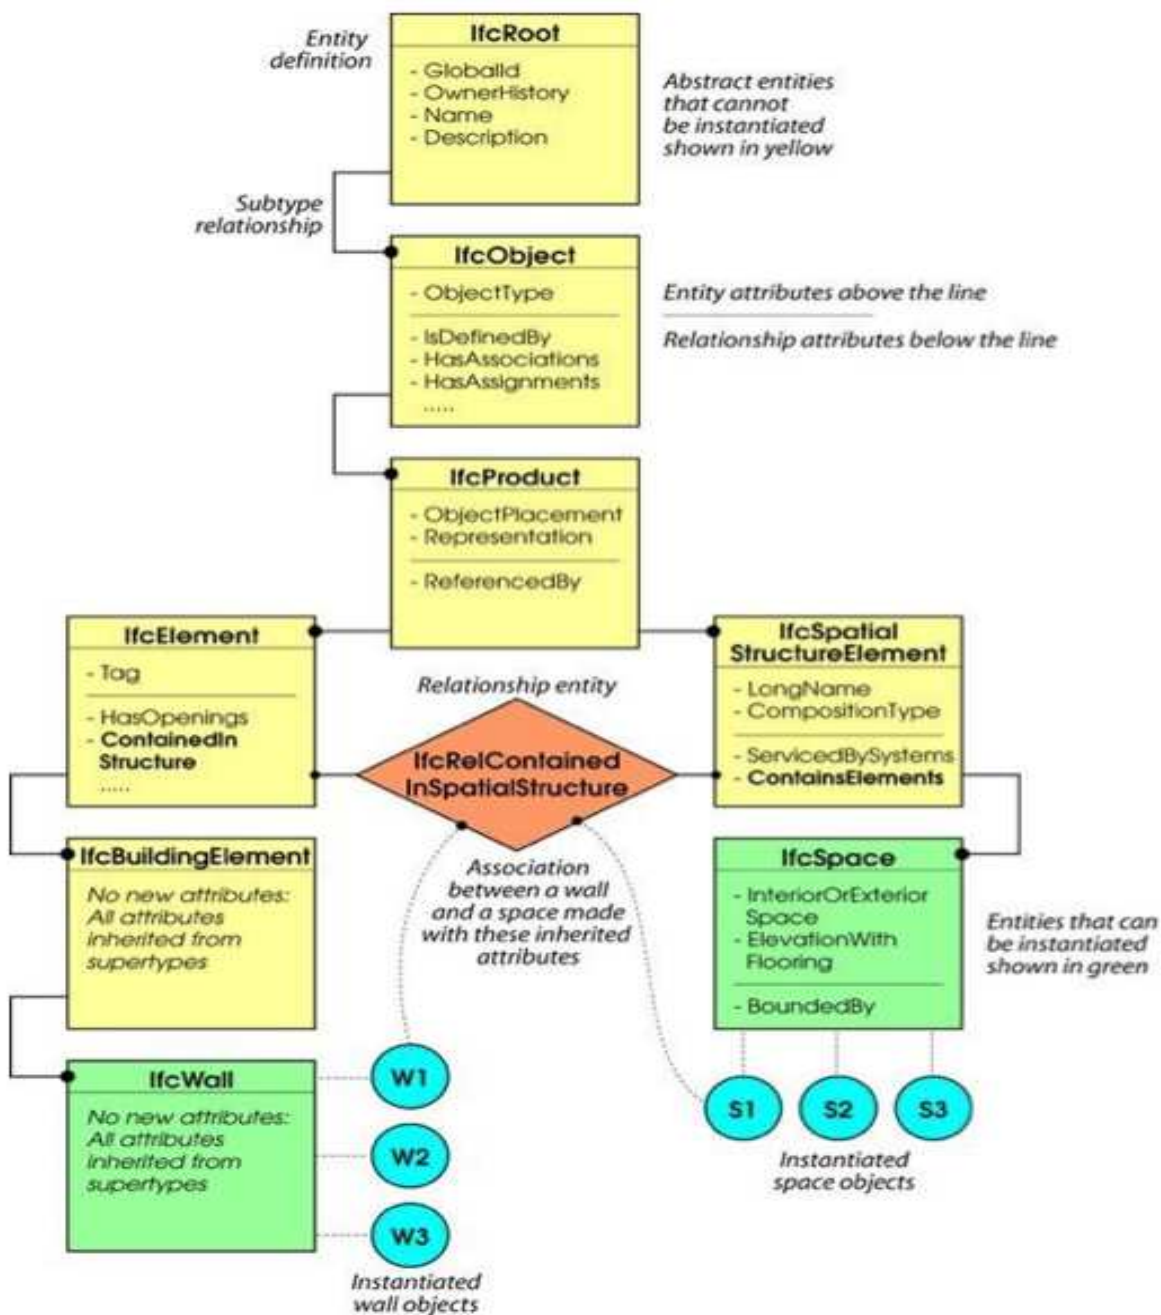 Entity
definition
IfcRoot
- GlobalId
- OwnerHistory
- Name
- Description
Abstract entities
that cannot
be instantiated
shown in yellow
Subtype
relationship
IfcObject
- ObjectType
- IsDefinedBy
- HasAssociations
- HasAssignments
.....
Entity attributes above the line
Relationship attributes below the line
IfcProduct
- ObjectPlacement
- Representation
- ReferencedBy
IfcElement
- Tag
- HasOpenings
- ContainedIn
Structure
.....
Relationship entity
IfcRelContained
InSpatialStructure
IfcSpatial
StructureElement
- LongName
- CompositionType
- ServicedBySystems
- ContainsElements
IfcBuildingElement
No new attributes:
All attributes
inherited from
supertypes
Association
between a wall
and a space made
with these inherited
attributes
IfcSpace
- InteriorOrExterior
Space
- ElevationWith
Flooring
- BoundedBy
Entities that can
be instantiated
shown in green
IfcWall
No new attributes:
All attributes
inherited from
supertypes
W1
W2
W3
Instantiated
wall objects
S1 S2 S3
Instantiated
space objects